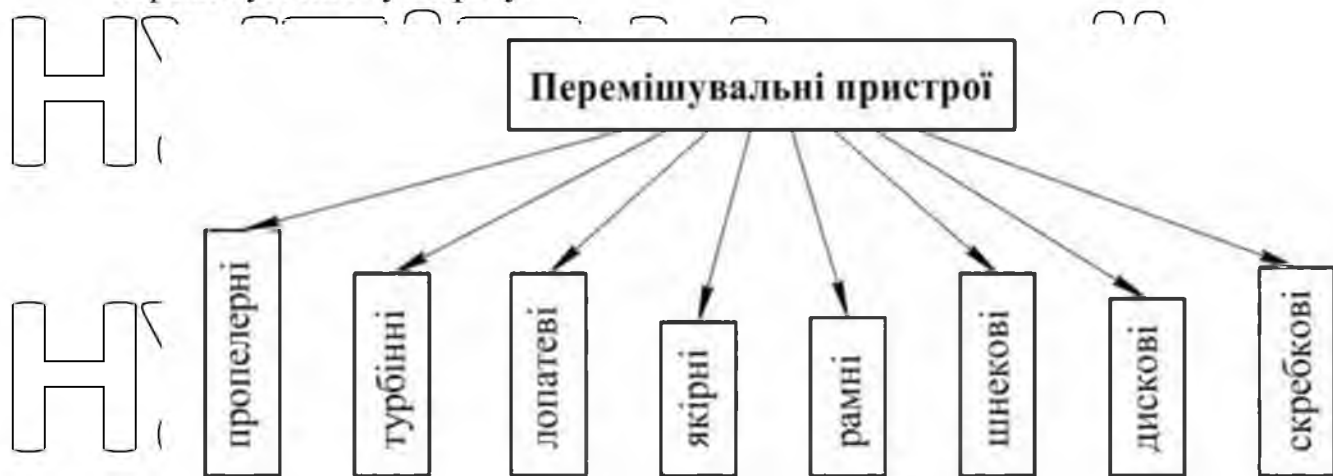 Перемішувальні пристрої
пропелерні
турбінні
лопатеві
якірні
рамні
шнекові
дискові
скребкові